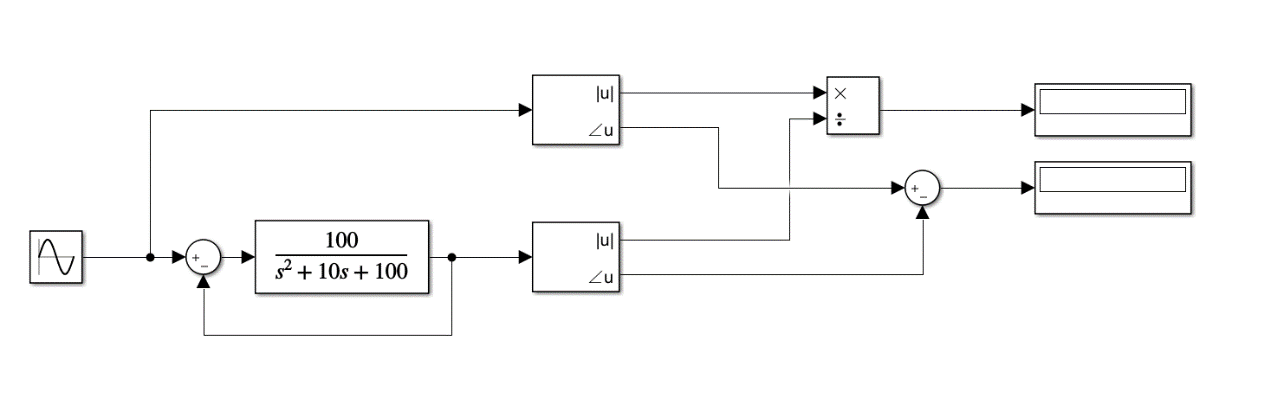 |u|
∠u
×
÷
+
−
100
s² + 10s + 100
+
−
|u|
∠u